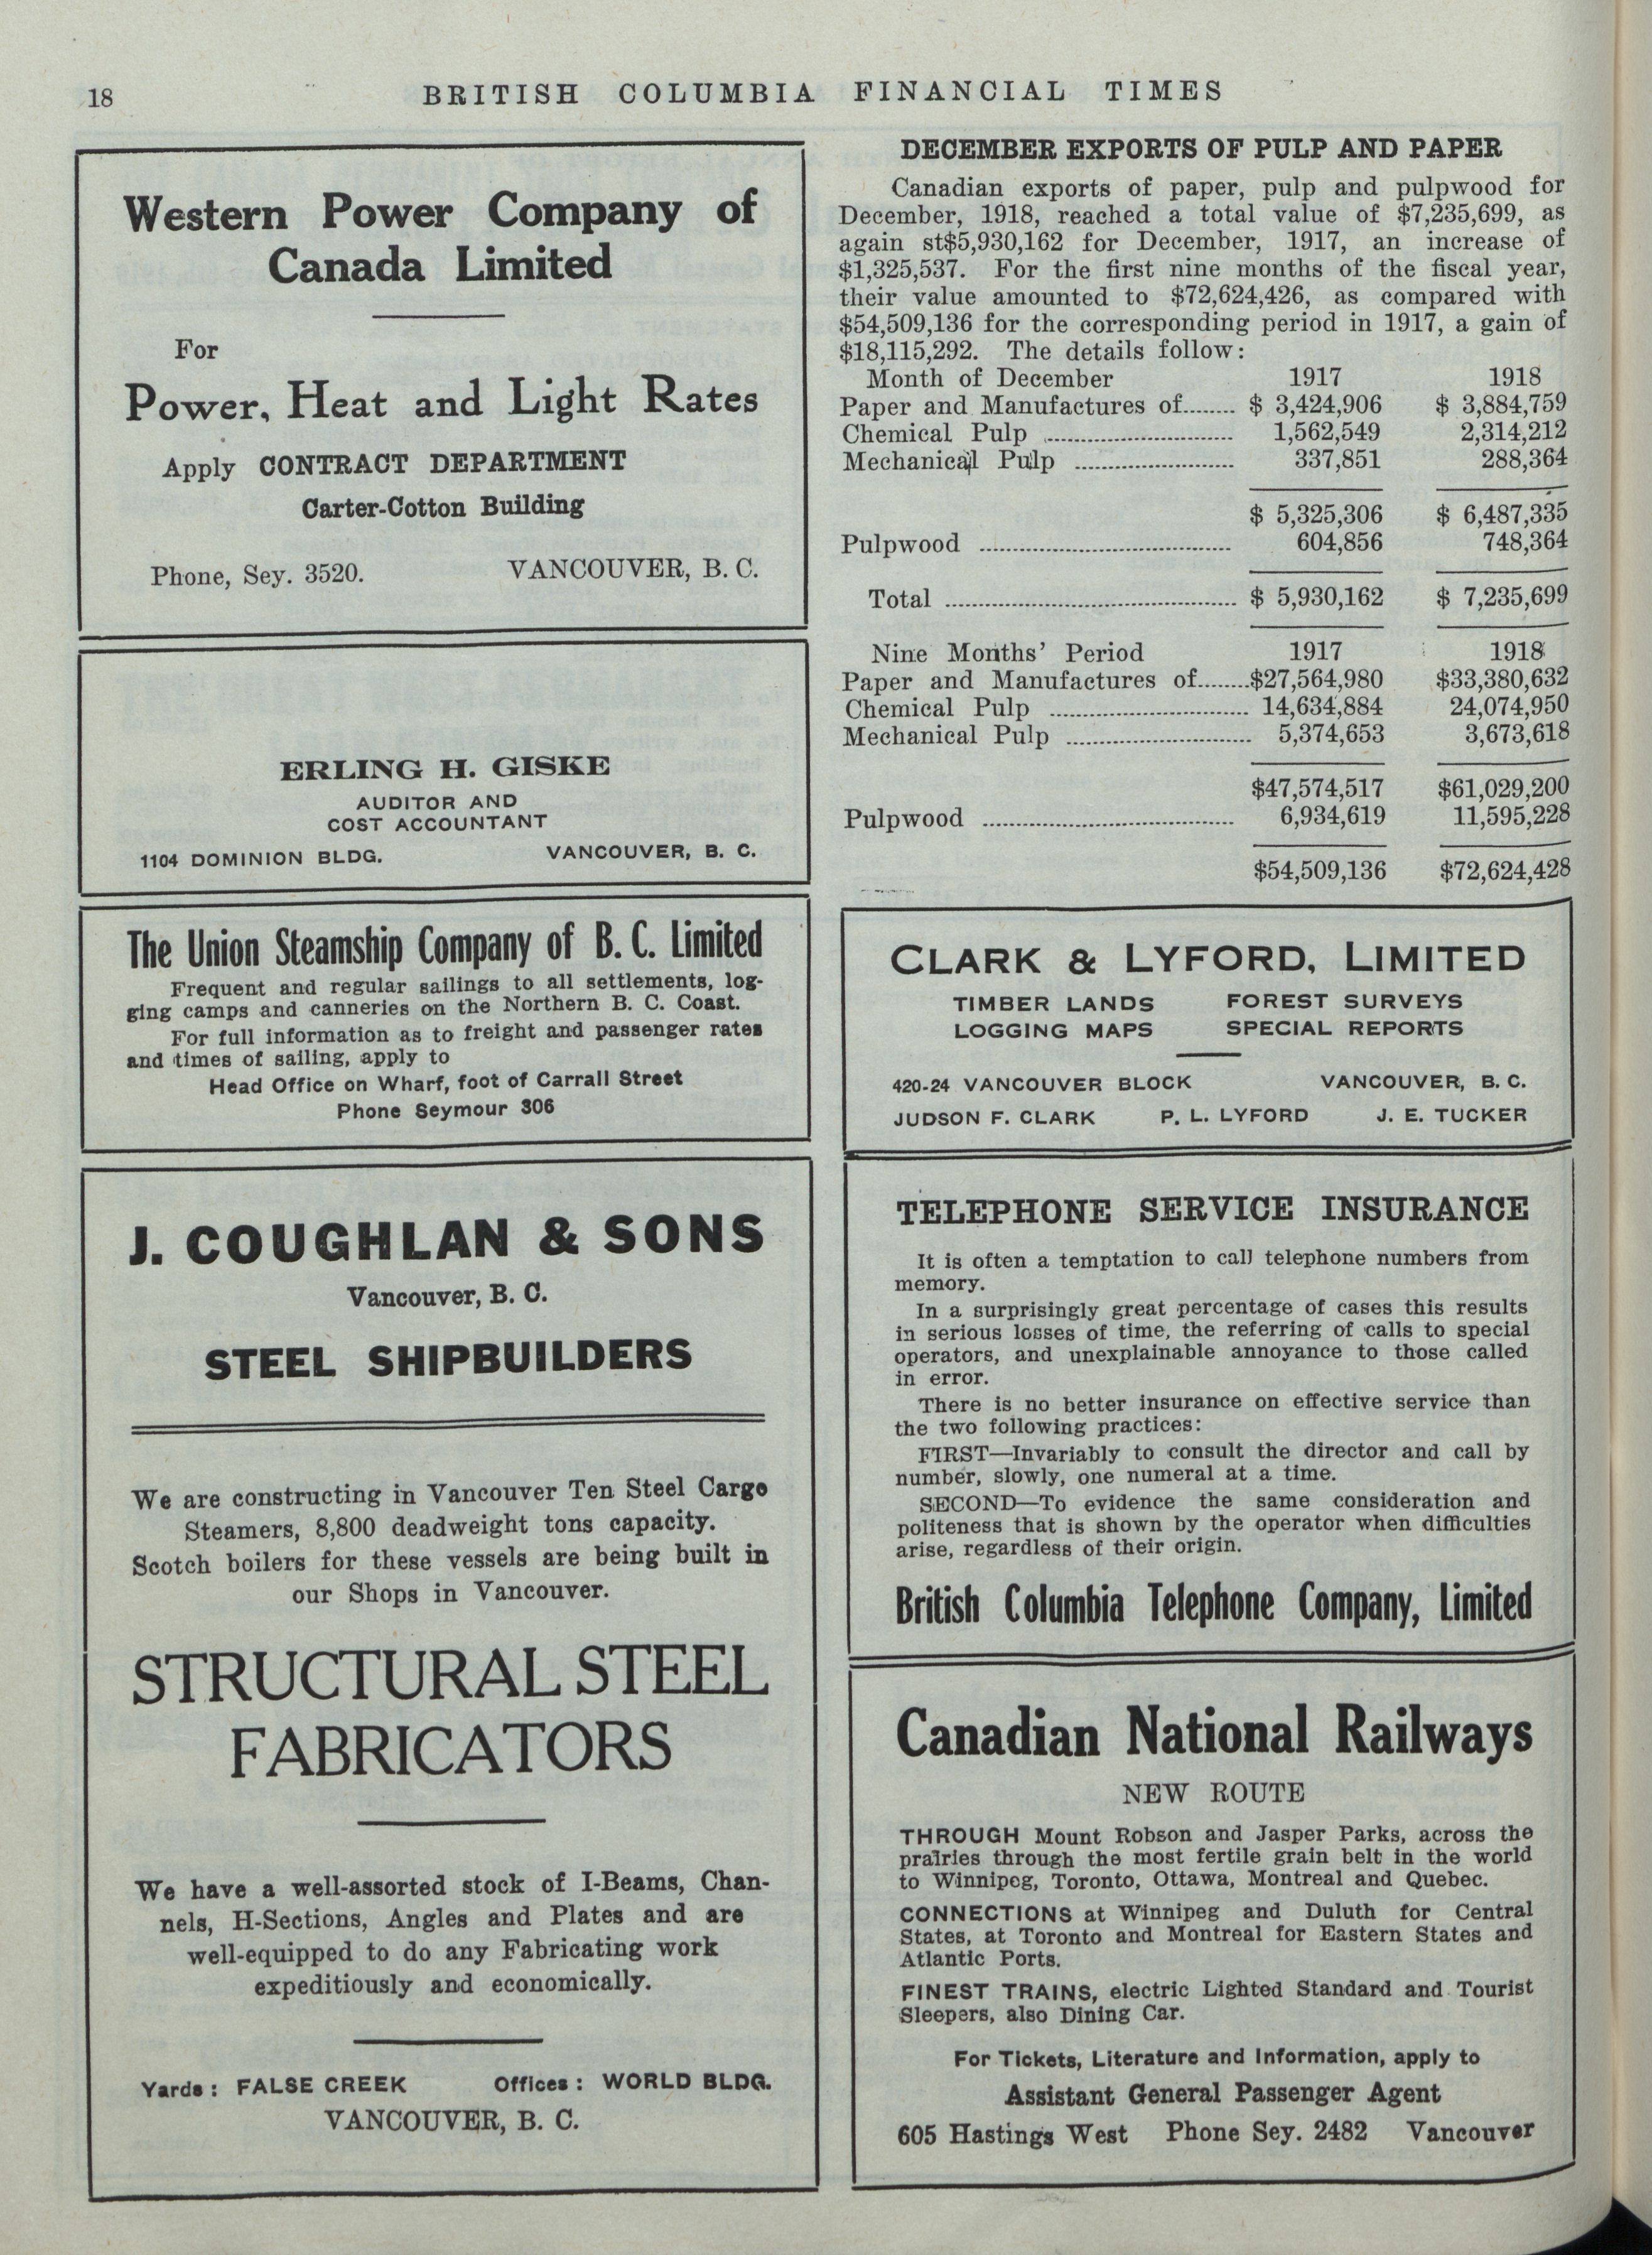 18
BRITISH COLUMBIA FINANCIAL TIMES
Western Power Company of
Canada Limited
For
Power, Heat and Light Rates
Apply CONTRACT DEPARTMENT
Carter-Cotton Building
Phone, Sey. 3520. VANCOUVER, B. C.
ERLING H. GISKE
AUDITOR AND
COST ACCOUNTANT
1104 DOMINION BLDG. VANCOUVER, B. C.
The Union Steamship Company of B. C. Limited
Frequent and regular sailings to all settlements, log-
ging camps and canneries on the Northern B. C. Coast.
For full information as to freight and passenger rates
and times of sailing, apply to
Head Office on Wharf, foot of Carrall Street
Phone Seymour 306
J. COUGHLAN & SONS
Vancouver, B. C.
STEEL SHIPBUILDERS
We are constructing in Vancouver Ten Steel Cargo
Steamers, 8,800 deadweight tons capacity.
Scotch boilers for these vessels are being built in
our Shops in Vancouver.
STRUCTURAL STEEL
FABRICATORS
We have a well-assorted stock of I-Beams, Chan-
nels, H-Sections, Angles and Plates and are
well-equipped to do any Fabricating work
expeditiously and economically.
Yards: FALSE CREEK Offices: WORLD BLDG.
VANCOUVER, B. C.
DECEMBER EXPORTS OF PULP AND PAPER
Canadian exports of paper, pulp and pulpwood for
December, 1918, reached a total value of $7,235,699, as
again st$5,930,162 for December, 1917, an increase of
$1,325,537. For the first nine months of the fiscal year,
their value amounted to $72,624,426, as compared with
$54,509,136 for the corresponding period in 1917, a gain of
$18,115,292. The details follow:
Month of December 1917 1918
Paper and Manufactures of........ $ 3,424,906 $ 3,884,759
Chemical Pulp ............................ 1,562,549 2,314,212
Mechanical Pulp ........................ 337,851 288,364
$ 5,325,306 $ 6,487,335
Pulpwood ...................................... 604,856 748,364
Total ............................................ $ 5,930,162 $ 7,235,699
Nine Months' Period 1917 1918
Paper and Manufactures of........$27,564,980 $33,380,632
Chemical Pulp .............................. 14,634,884 24,074,950
Mechanical Pulp ............................ 5,374,653 3,673,618
$47,574,517 $61,029,200
Pulpwood ...................................... 6,934,619 11,595,228
$54,509,136 $72,624,428
CLARK & LYFORD, LIMITED
TIMBER LANDS FOREST SURVEYS
LOGGING MAPS SPECIAL REPORTS
420-24 VANCOUVER BLOCK VANCOUVER, B. C.
JUDSON F. CLARK P. L. LYFORD J. E. TUCKER
TELEPHONE SERVICE INSURANCE
It is often a temptation to call telephone numbers from
memory.
In a surprisingly great percentage of cases this results
in serious losses of time, the referring of calls to special
operators, and unexplainable annoyance to those called
in error.
There is no better insurance on effective service than
the two following practices:
FIRST—Invariably to consult the director and call by
number, slowly, one numeral at a time.
SECOND—To evidence the same consideration and
politeness that is shown by the operator when difficulties
arise, regardless of their origin.
British Columbia Telephone Company, Limited
Canadian National Railways
NEW ROUTE
THROUGH Mount Robson and Jasper Parks, across the
prairies through the most fertile grain belt in the world
to Winnipeg, Toronto, Ottawa, Montreal and Quebec.
CONNECTIONS at Winnipeg and Duluth for Central
States, at Toronto and Montreal for Eastern States and
Atlantic Ports.
FINEST TRAINS, electric Lighted Standard and Tourist
Sleepers, also Dining Car.
For Tickets, Literature and Information, apply to
Assistant General Passenger Agent
605 Hastings West Phone Sey. 2482 Vancouver